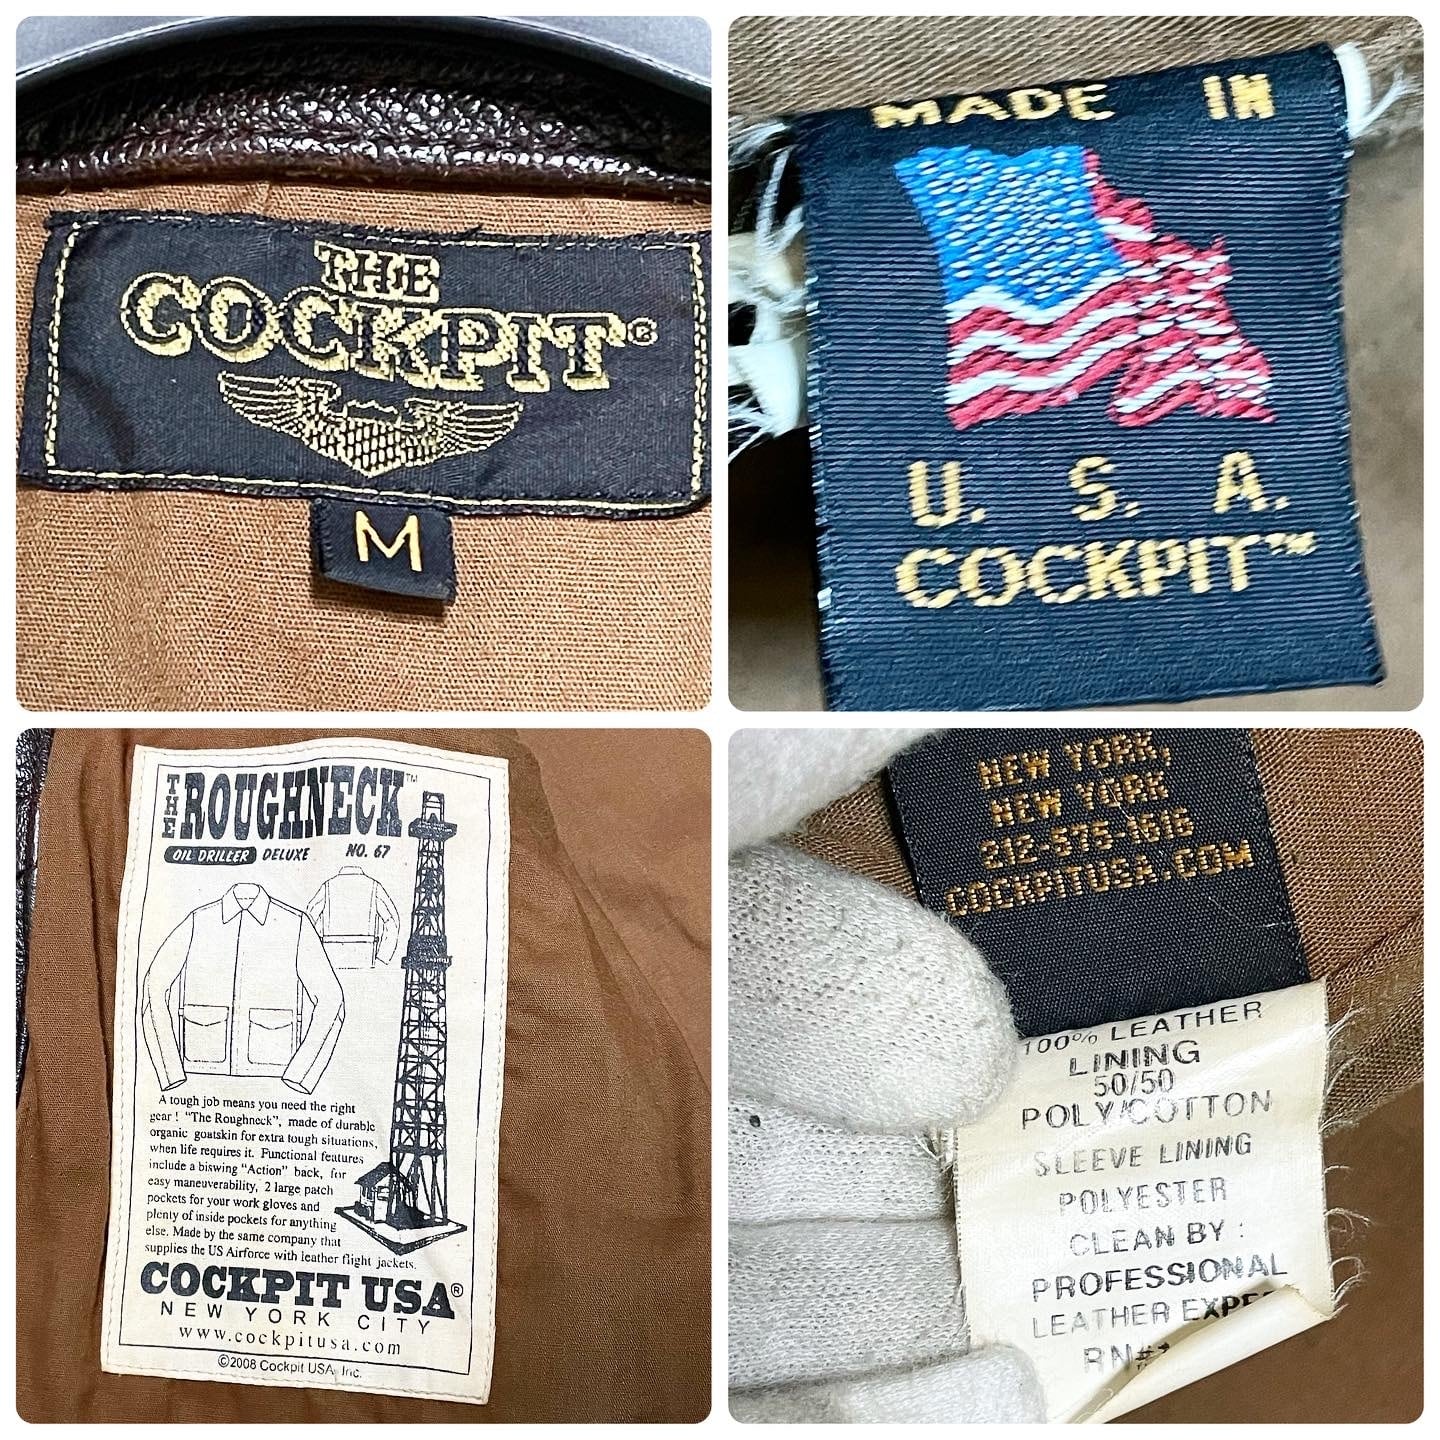 THE
COCKPIT®
M
MADE IN
U. S. A.
COCKPIT™
THE ROUGHNECK™
OIL DRILLER DELUXE NO. 67
A tough job means you need the right
gear ! "The Roughneck", made of durable
organic goatskin for extra tough situations,
when life requires it. Functional features
include a biswing "Action" back, for
easy maneuverability, 2 large patch
pockets for your work gloves and
plenty of inside pockets for anything
else. Made by the same company that
supplies the US Airforce with leather flight jackets.
COCKPIT USA®
NEW YORK CITY
www.cockpitusa.com
©2008 Cockpit USA, Inc.
NEW YORK,
NEW YORK
212-575-1616
COCKPITUSA.COM
100% LEATHER
LINING
50/50
POLY/COTTON
SLEEVE LINING
POLYESTER
CLEAN BY :
PROFESSIONAL
LEATHER
RN#